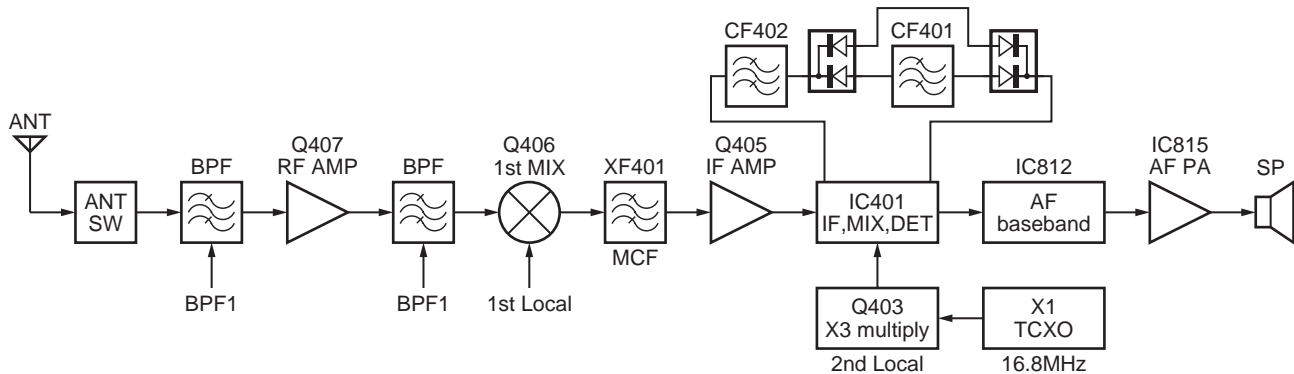 CF402
CF401
ANT
ANT
SW
BPF
BPF1
Q407
RF AMP
BPF
BPF1
Q406
1st MIX
1st Local
XF401
MCF
Q405
IF AMP
IC401
IF,MIX,DET
IC812
AF
baseband
IC815
AF PA
SP
Q403
X3 multiply
2nd Local
X1
TCXO
16.8MHz